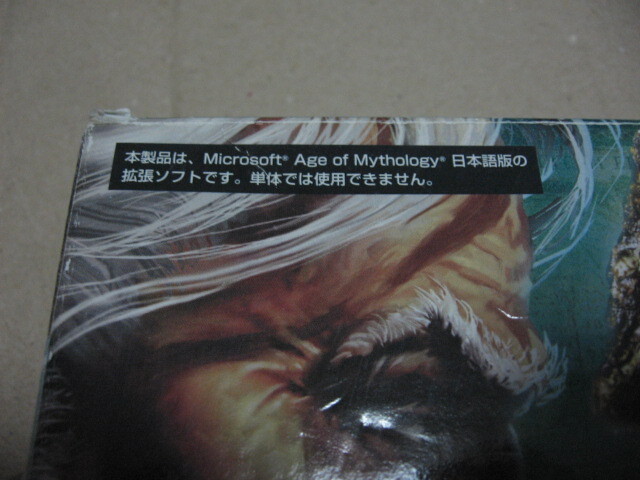 本製品は、Microsoft® Age of Mythology® 日本語版の
拡張ソフトです。単体では使用できません。